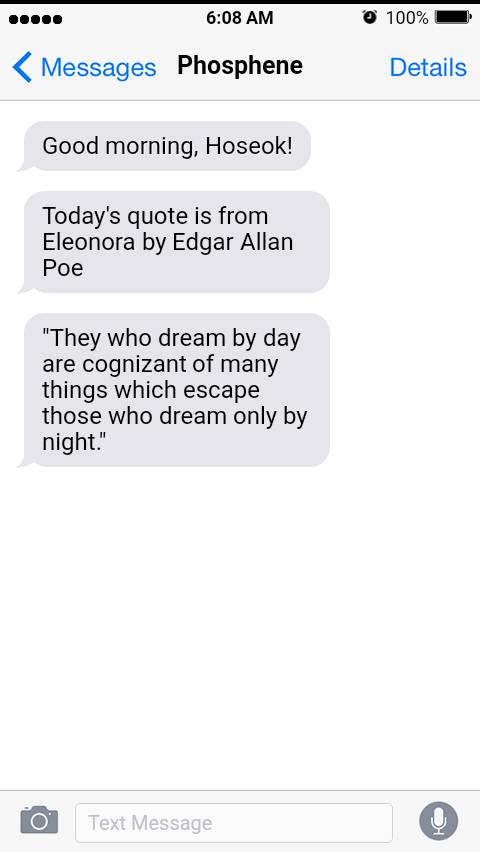 6:08 AM 100%
Messages Phosphene Details
Good morning, Hoseok!
Today's quote is from
Eleonora by Edgar Allan
Poe
"They who dream by day
are cognizant of many
things which escape
those who dream only by
night."
Text Message